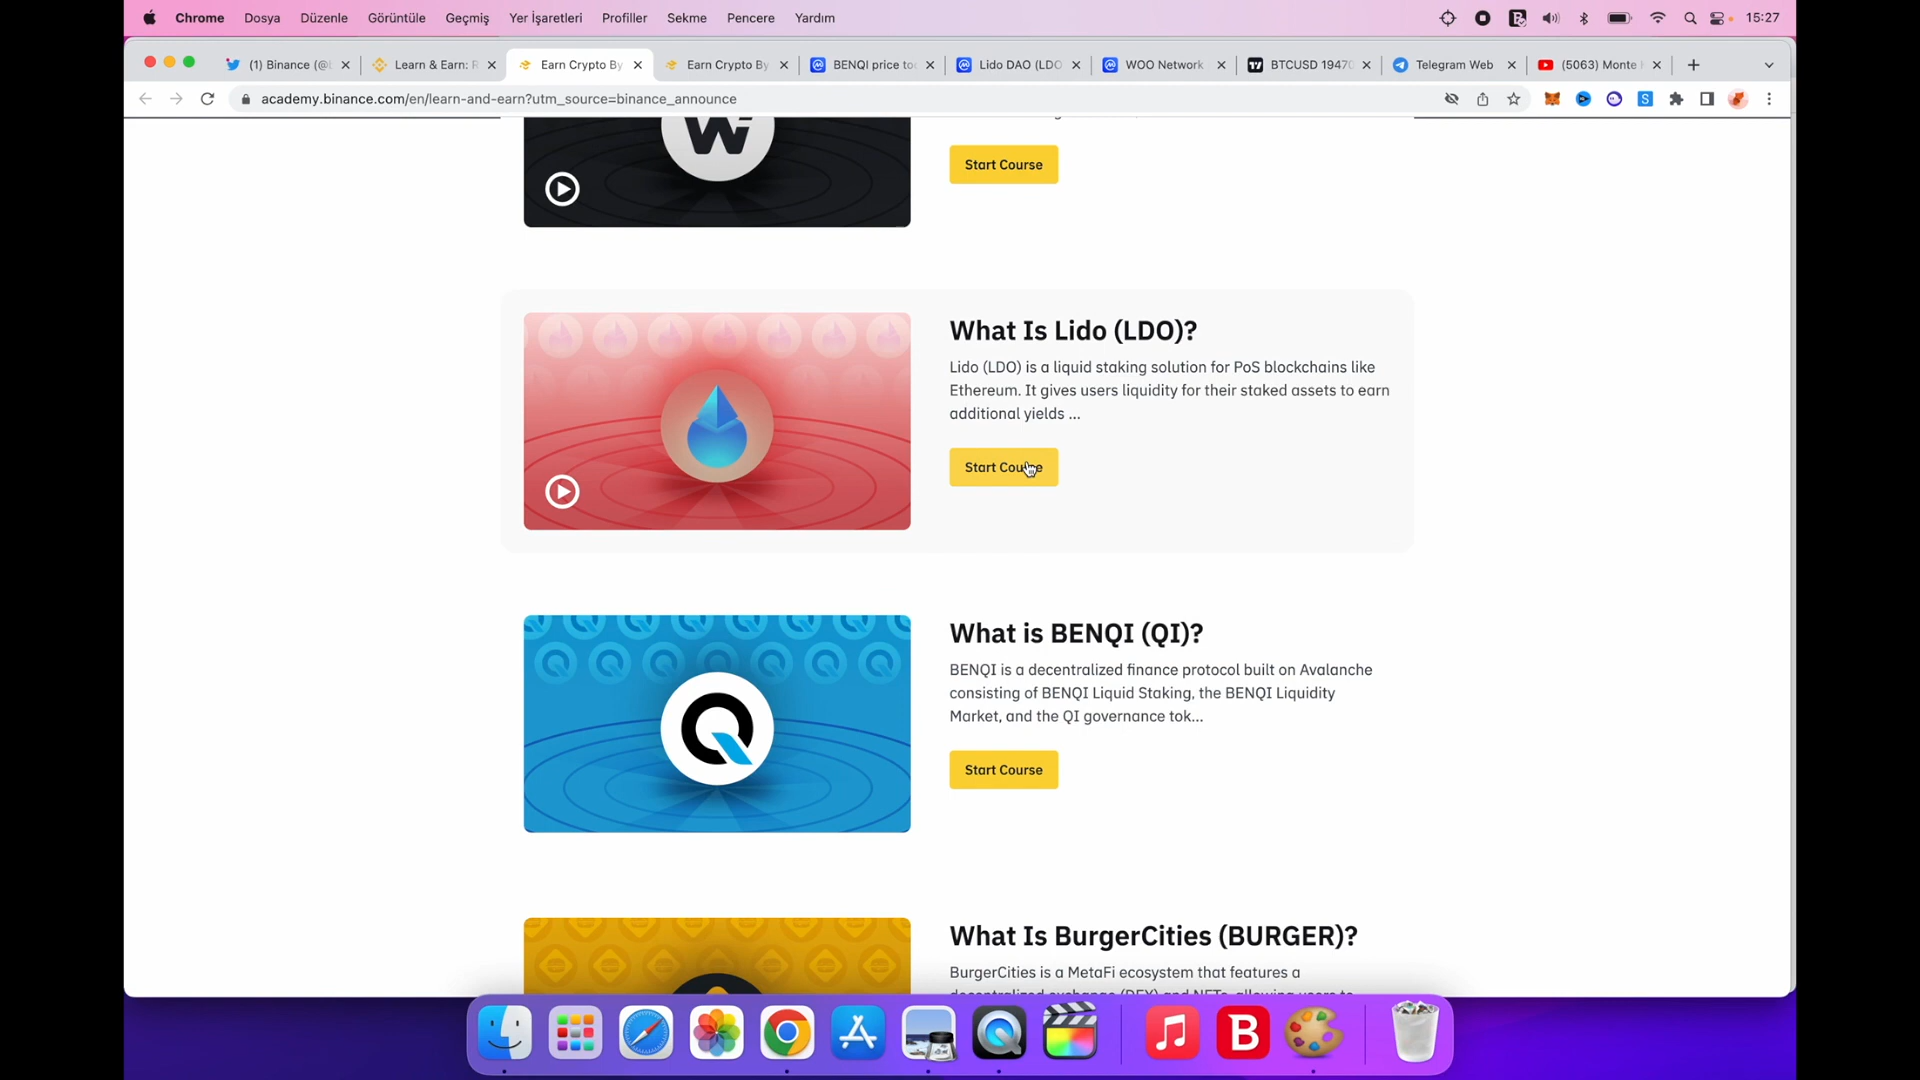 Chrome Dosya Düzenle Görüntüle Geçmiş Yer İşaretleri Profiller Sekme Pencere Yardım 15:27
(1) Binance (@ Learn & Earn: Earn Crypto By Earn Crypto By BENQI price to Lido DAO (LDO WOO Network BTCUSD 1947 Telegram Web (5063) Monte
academy.binance.com/en/learn-and-earn?utm_source=binance_announce
Start Course
What Is Lido (LDO)?
Lido (LDO) is a liquid staking solution for PoS blockchains like
Ethereum. It gives users liquidity for their staked assets to earn
additional yields ...
Start Course
What is BENQI (QI)?
BENQI is a decentralized finance protocol built on Avalanche
consisting of BENQI Liquid Staking, the BENQI Liquidity
Market, and the QI governance tok...
Start Course
What Is BurgerCities (BURGER)?
BurgerCities is a MetaFi ecosystem that features a